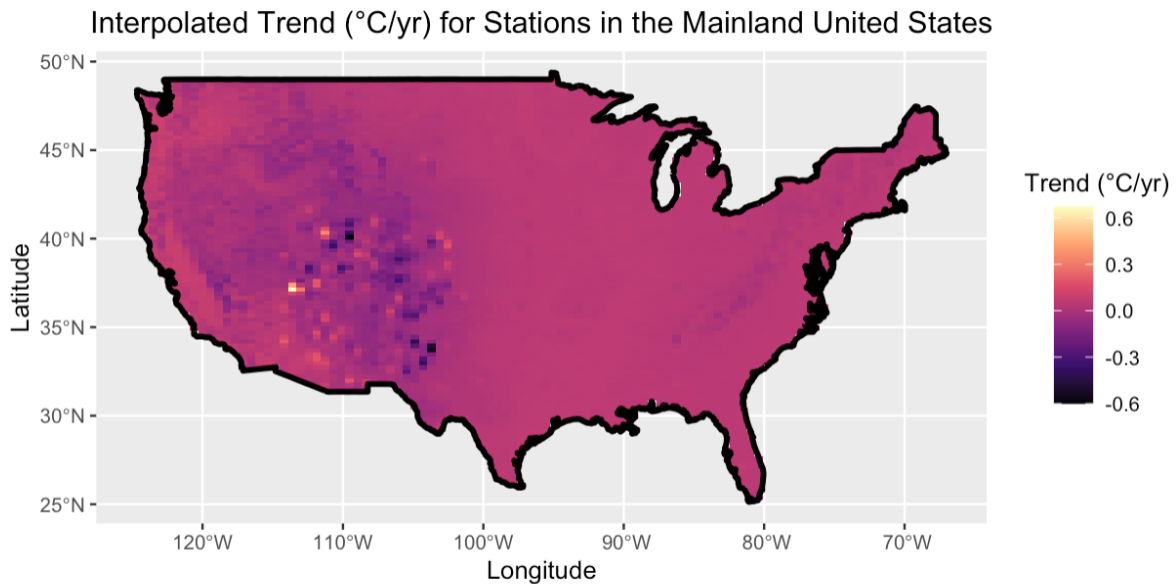 Interpolated Trend (°C/yr) for Stations in the Mainland United States
50°N
45°N
40°N
35°N
30°N
25°N
Latitude
120°W 110°W 100°W 90°W 80°W 70°W
Longitude
Trend (°C/yr)
0.6
0.3
0.0
-0.3
-0.6